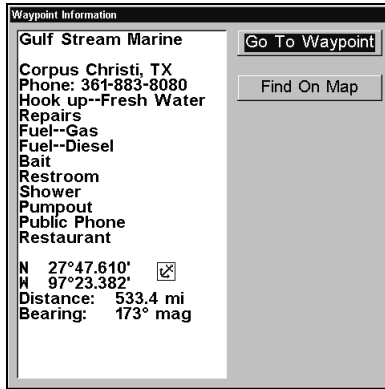 Waypoint Information
Gulf Stream Marine
Corpus Christi, TX
Phone: 361-883-8080
Hook up--Fresh Water
Repairs
Fuel--Gas
Fuel--Diesel
Bait
Restroom
Shower
Pumpout
Public Phone
Restaurant
N 27°47.610'
W 97°23.382'
Distance: 533.4 mi
Bearing: 173° mag
Go To Waypoint
Find On Map